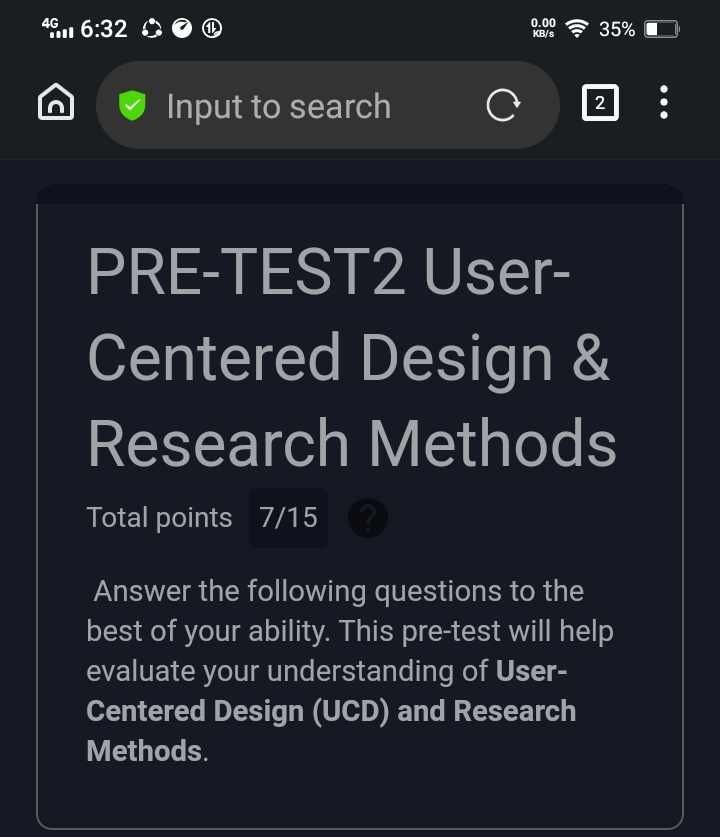 4G 6:32 0.00 KB/s 35%
Input to search 2
PRE-TEST2 User-
Centered Design &
Research Methods
Total points 7/15 ?
Answer the following questions to the
best of your ability. This pre-test will help
evaluate your understanding of User-
Centered Design (UCD) and Research
Methods.